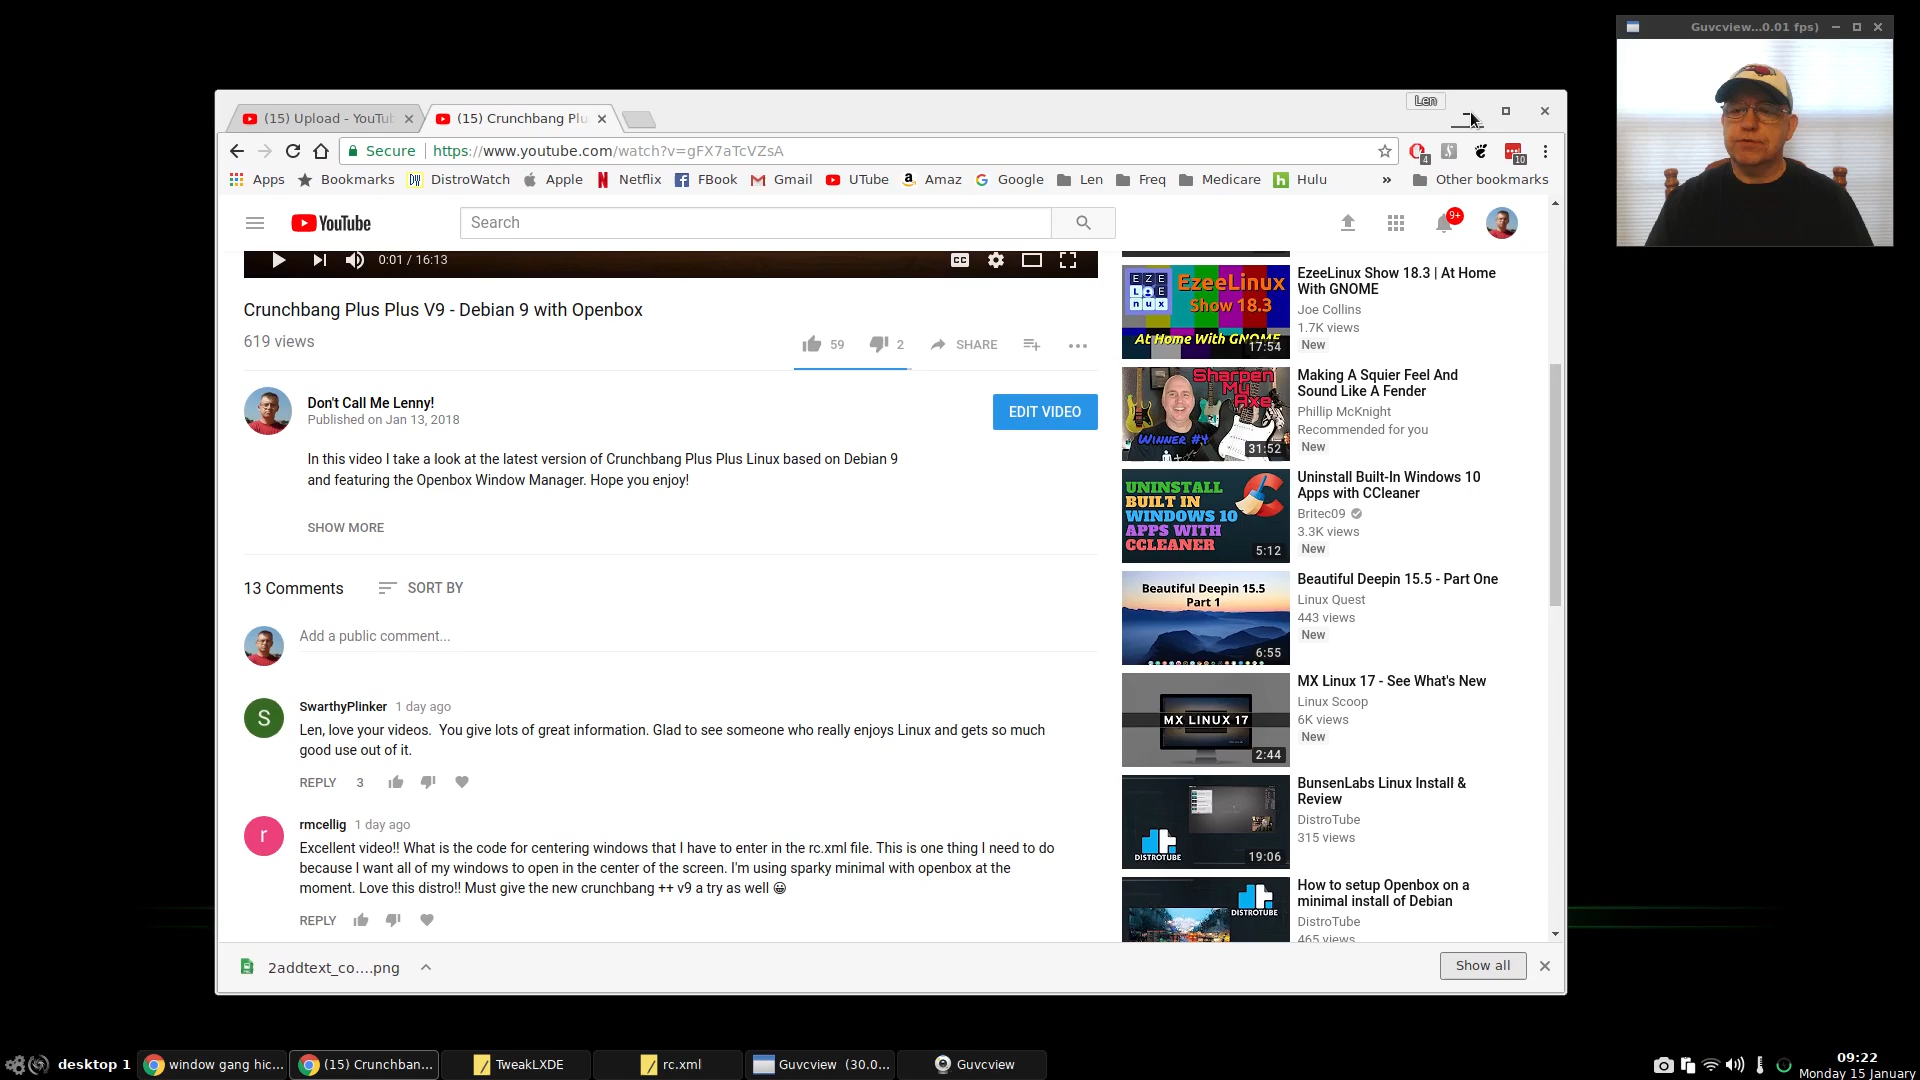 Guvcview...0.01 fps)
Len
(15) Upload - YouTub
(15) Crunchbang Plu
Secure
https://www.youtube.com/watch?v=gFX7aTcVZsA
4
10
Apps
Bookmarks
DistroWatch
Apple
Netflix
FBook
Gmail
UTube
Amaz
Google
Len
Freq
Medicare
Hulu
»
Other bookmarks
YouTube
Search
9+
0:01 / 16:13
CC
Crunchbang Plus Plus V9 - Debian 9 with Openbox
619 views
59
2
SHARE
Don't Call Me Lenny!
Published on Jan 13, 2018
EDIT VIDEO
In this video I take a look at the latest version of Crunchbang Plus Plus Linux based on Debian 9
and featuring the Openbox Window Manager. Hope you enjoy!
SHOW MORE
13 Comments
SORT BY
Add a public comment...
S
SwarthyPlinker 1 day ago
Len, love your videos.  You give lots of great information. Glad to see someone who really enjoys Linux and gets so much
good use out of it.
REPLY 3
r
rmcellig 1 day ago
Excellent video!! What is the code for centering windows that I have to enter in the rc.xml file. This is one thing I need to do
because I want all of my windows to open in the center of the screen. I'm using sparky minimal with openbox at the
moment. Love this distro!! Must give the new crunchbang ++ v9 a try as well 😀
REPLY
EZEE
LINUX
EzeeLinux
Show 18.3
At Home With GNOME
17:54
EzeeLinux Show 18.3 | At Home
With GNOME
Joe Collins
1.7K views
New
Sharpen
My
Axe
WINNER #4
31:52
Making A Squier Feel And
Sound Like A Fender
Phillip McKnight
Recommended for you
New
UNINSTALL
BUILT IN
WINDOWS 10
APPS WITH
CCLEANER
5:12
Uninstall Built-In Windows 10
Apps with CCleaner
Britec09
3.3K views
New
Beautiful Deepin 15.5
Part 1
6:55
Beautiful Deepin 15.5 - Part One
Linux Quest
443 views
New
MX LINUX 17
2:44
MX Linux 17 - See What's New
Linux Scoop
6K views
New
DISTROTUBE
19:06
BunsenLabs Linux Install &
Review
DistroTube
315 views
DISTROTUBE
How to setup Openbox on a
minimal install of Debian
DistroTube
465 views
2addtext_co....png
Show all
desktop 1
window gang hic...
(15) Crunchban...
TweakLXDE
rc.xml
Guvcview (30.0...
Guvcview
09:22
Monday 15 January